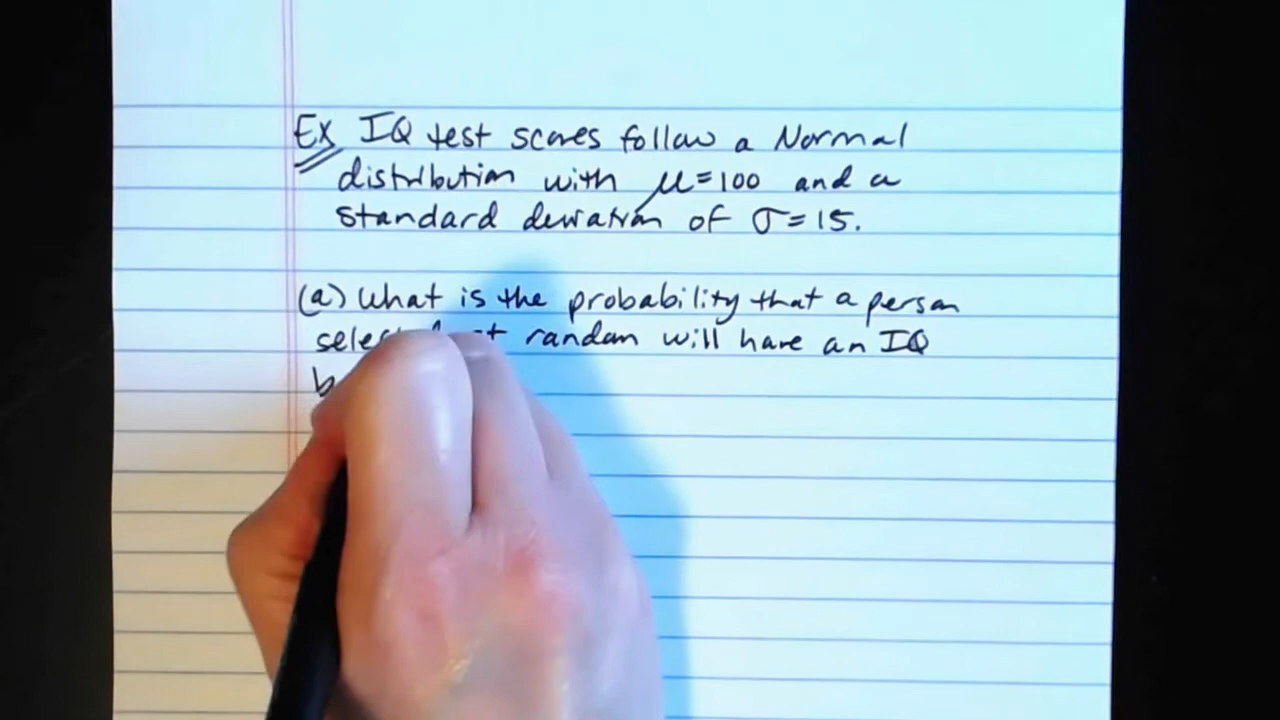 Ex IQ test scores follow a Normal
distribution with μ=100 and a
standard deviation of σ=15.
(a) What is the probability that a person
random will have an IQ
b